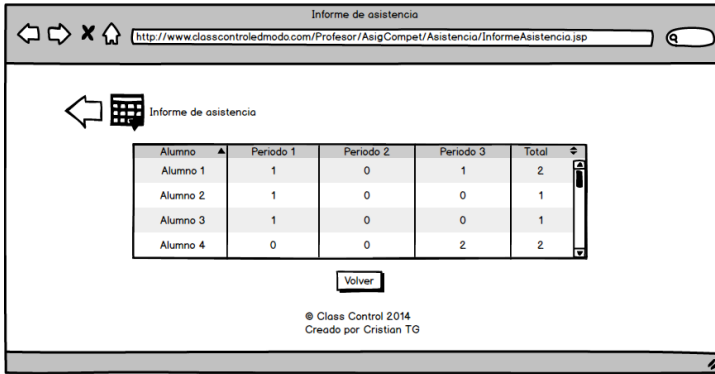 Informe de asistencia
http://www.classcontroledmodo.com/Profesor/AsigCompet/Asistencia/InformeAsistencia.jsp
Informe de asistencia
Alumno Periodo 1 Periodo 2 Periodo 3 Total
Alumno 1 1 0 1 2
Alumno 2 1 0 0 1
Alumno 3 1 0 0 1
Alumno 4 0 0 2 2
Volver
© Class Control 2014
Creado por Cristian TG